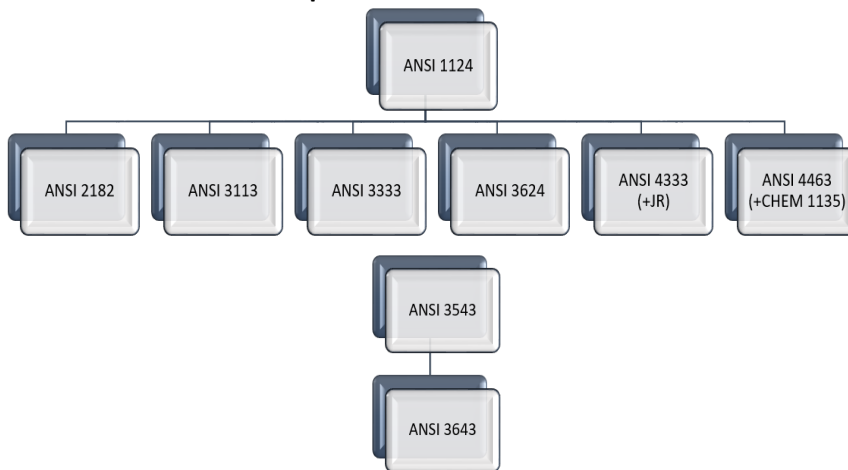 ANSI 1124
ANSI 2182
ANSI 3113
ANSI 3333
ANSI 3624
ANSI 4333
(+JR)
ANSI 4463
(+CHEM 1135)
ANSI 3543
ANSI 3643